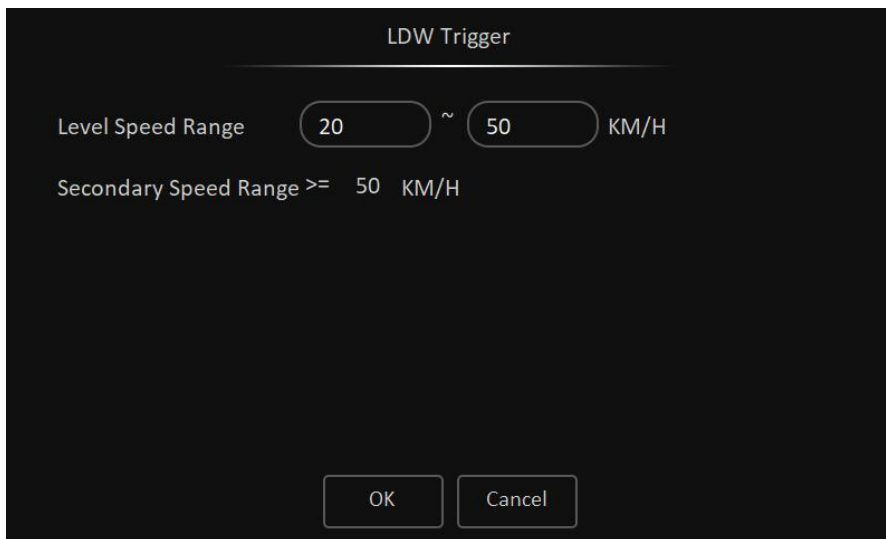 LDW Trigger
Level Speed Range 20 ~ 50 KM/H
Secondary Speed Range >= 50 KM/H
OK Cancel